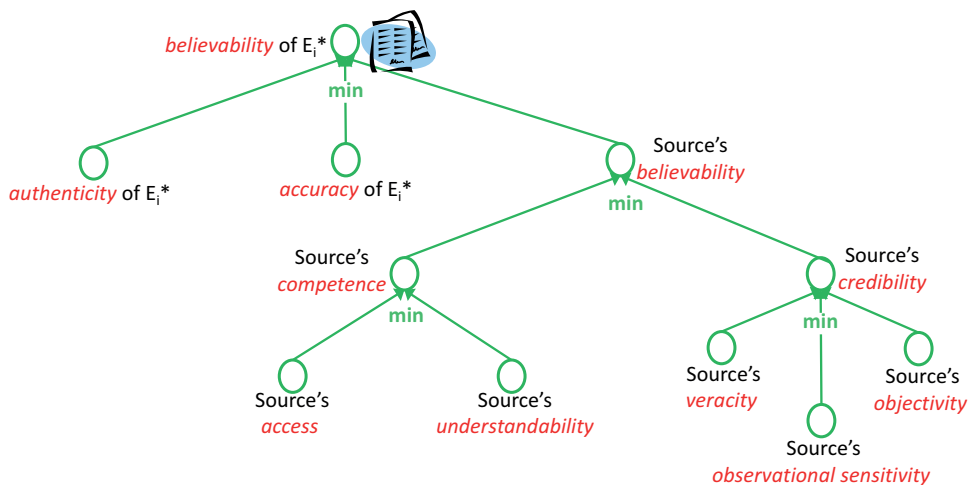 believability of Ei*
min
authenticity of Ei*
accuracy of Ei*
Source's
believability
min
Source's
competence
Source's
credibility
min
min
Source's
access
Source's
understandability
Source's
veracity
Source's
objectivity
Source's
observational sensitivity